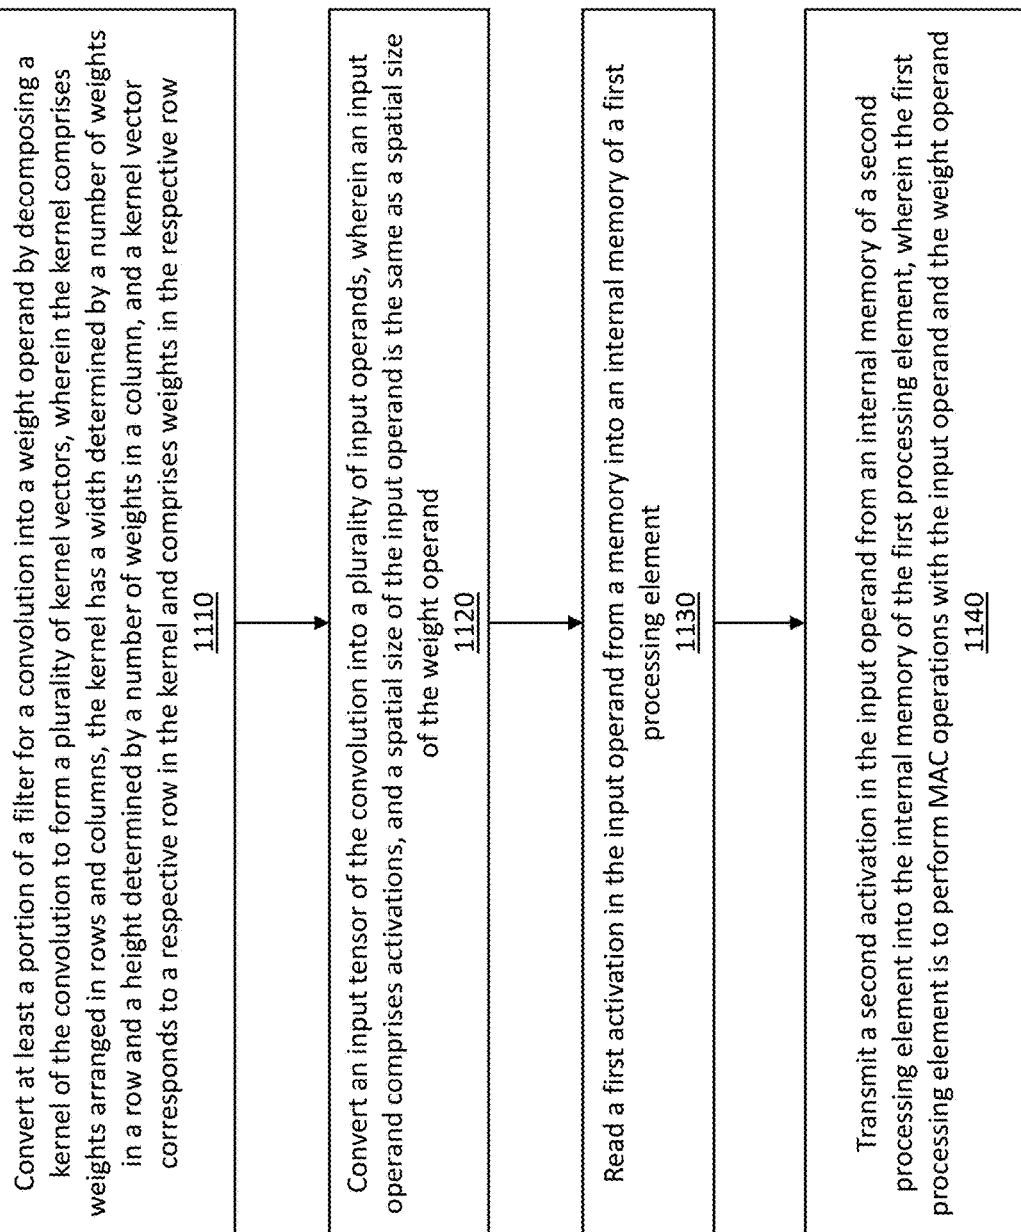 Convert at least a portion of a filter for a convolution into a weight operand by decomposing a
kernel of the convolution to form a plurality of kernel vectors, wherein the kernel comprises
weights arranged in rows and columns, the kernel has a width determined by a number of weights
in a row and a height determined by a number of weights in a column, and a kernel vector
corresponds to a respective row in the kernel and comprises weights in the respective row
1110
Convert an input tensor of the convolution into a plurality of input operands, wherein an input
operand comprises activations, and a spatial size of the input operand is the same as a spatial size
of the weight operand
1120
Read a first activation in the input operand from a memory into an internal memory of a first
processing element
1130
Transmit a second activation in the input operand from an internal memory of a second
processing element into the internal memory of the first processing element, wherein the first
processing element is to perform MAC operations with the input operand and the weight operand
1140